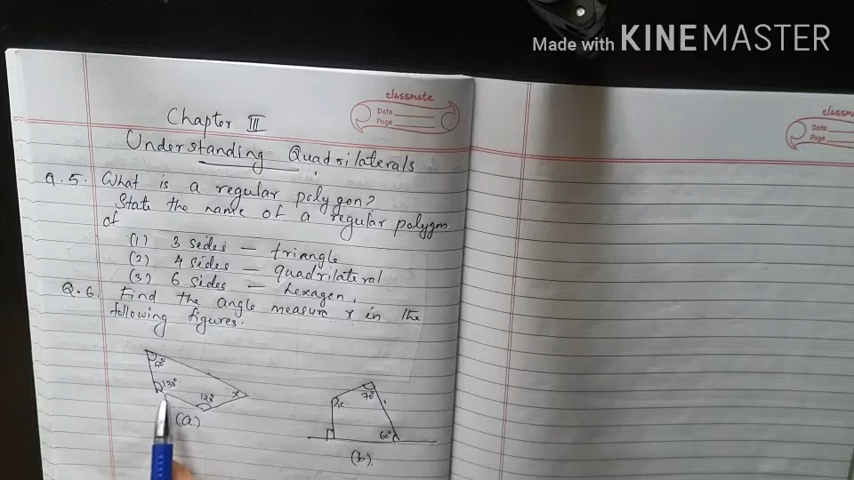 Made with KINEMASTER
classmate
Date
Page
classmate
Date
Page
Chapter III
Understanding Quadrilaterals
Q.5. What is a regular polygon?
State the name of a regular polygon
of
(1) 3 sides — triangle
(2) 4 sides — quadrilateral
(3) 6 sides — hexagon.
Q.6. Find the angle measure x in the
following figures.
130°
120°
x
(a)
x
70°
60°
(b).